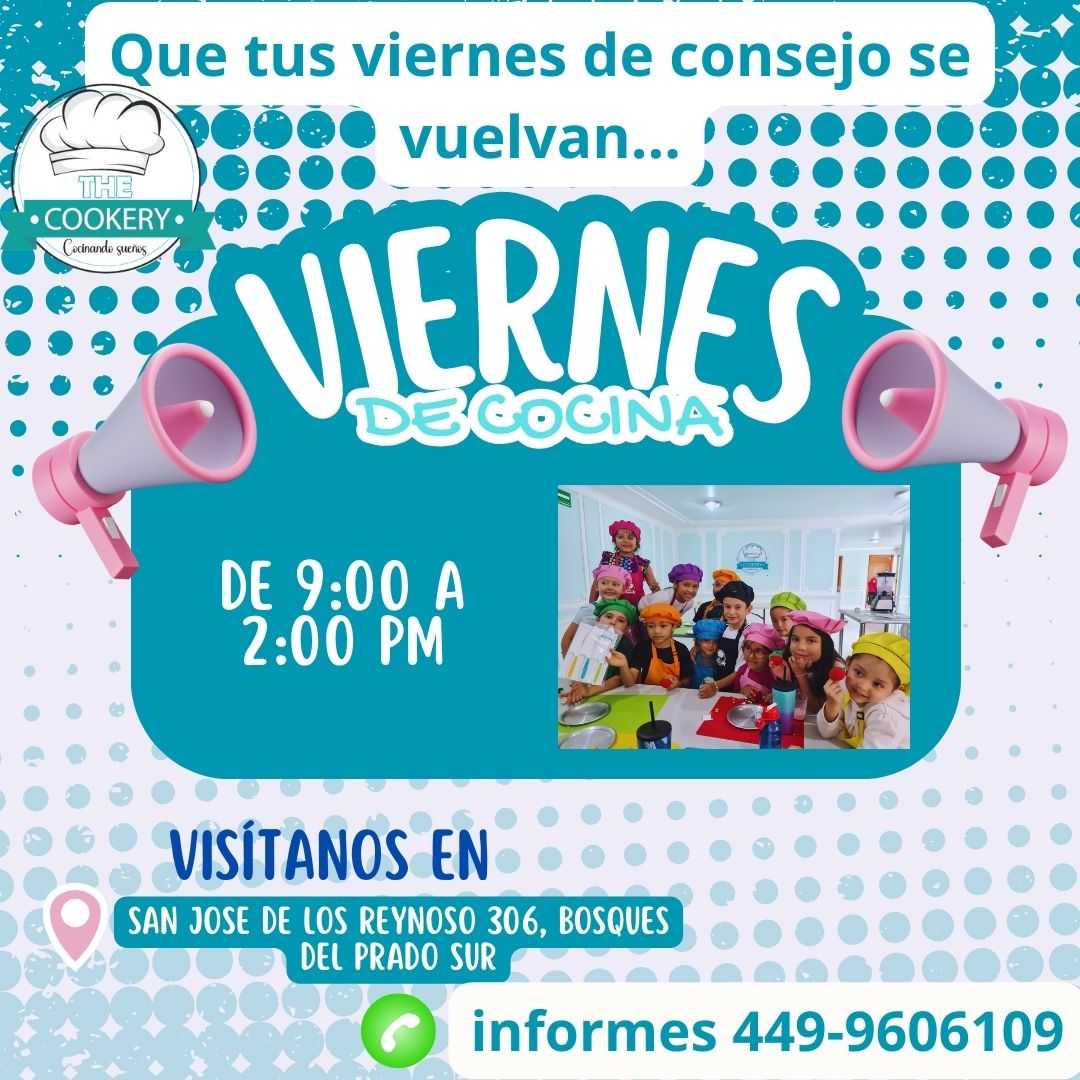 Que tus viernes de consejo se
vuelvan...
THE
COOKERY
Cocinando sueños
VIERNES
DE COCINA
DE 9:00 A
2:00 PM
COOKERY
VISÍTANOS EN
SAN JOSE DE LOS REYNOSO 306, BOSQUES
DEL PRADO SUR
informes 449-9606109